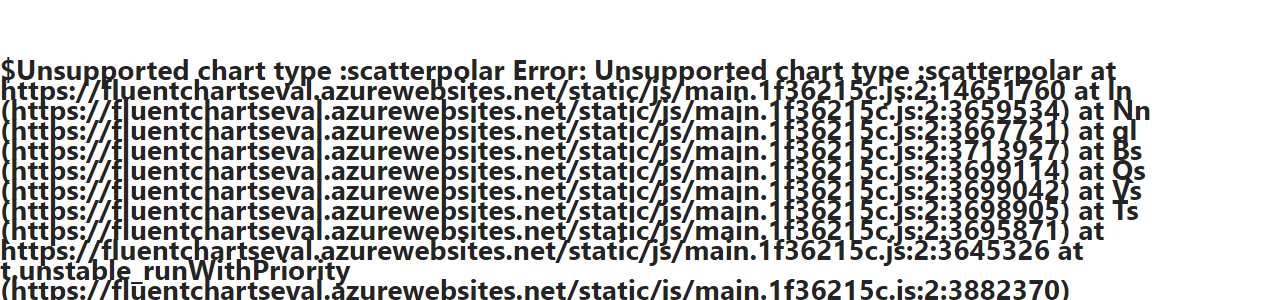 $Unsupported chart type :scatterpolar Error: Unsupported chart type :scatterpolar at
https://fluentchartseval.azurewebsites.net/static/js/main.1f36215c.js:2:14651760 at ln
(https://fluentchartseval.azurewebsites.net/static/js/main.1f36215c.js:2:3659534) at Nn
(https://fluentchartseval.azurewebsites.net/static/js/main.1f36215c.js:2:3667721) at gl
(https://fluentchartseval.azurewebsites.net/static/js/main.1f36215c.js:2:3713927) at Bs
(https://fluentchartseval.azurewebsites.net/static/js/main.1f36215c.js:2:3699114) at Qs
(https://fluentchartseval.azurewebsites.net/static/js/main.1f36215c.js:2:3699042) at Vs
(https://fluentchartseval.azurewebsites.net/static/js/main.1f36215c.js:2:3698905) at Ts
(https://fluentchartseval.azurewebsites.net/static/js/main.1f36215c.js:2:3695871) at
https://fluentchartseval.azurewebsites.net/static/js/main.1f36215c.js:2:3645326 at
t.unstable_runWithPriority
(https://fluentchartseval.azurewebsites.net/static/js/main.1f36215c.js:2:3882370)